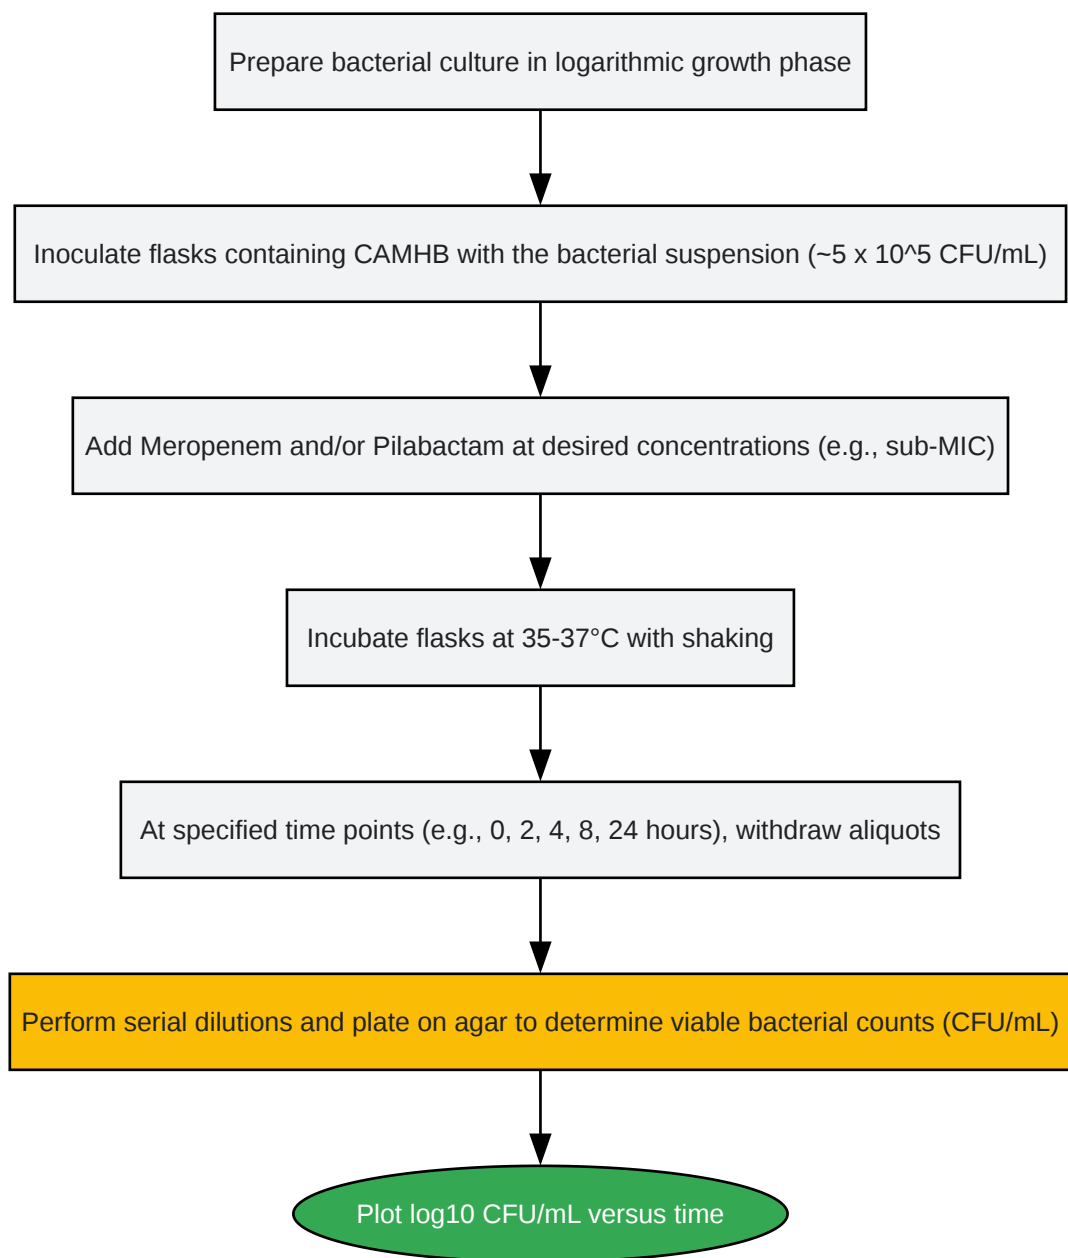 Prepare bacterial culture in logarithmic growth phase
Inoculate flasks containing CAMHB with the bacterial suspension (~5 x 10^5 CFU/mL)
Add Meropenem and/or Pilabactam at desired concentrations (e.g., sub-MIC)
Incubate flasks at 35-37°C with shaking
At specified time points (e.g., 0, 2, 4, 8, 24 hours), withdraw aliquots
Perform serial dilutions and plate on agar to determine viable bacterial counts (CFU/mL)
Plot log10 CFU/mL versus time